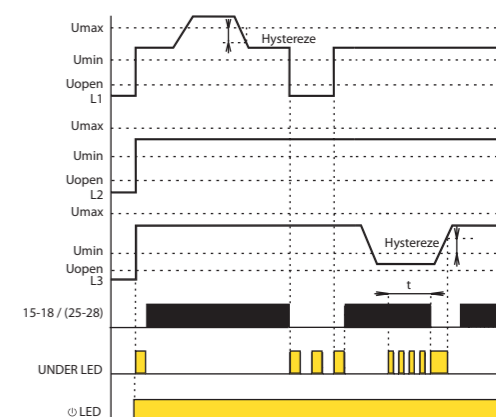 Umax
Hystereze
Umin
Uopen
L1
Umax
Umin
Uopen
L2
Umax
Hystereze
Umin
Uopen
L3
t
15-18 / (25-28)
UNDER LED
⏻ LED